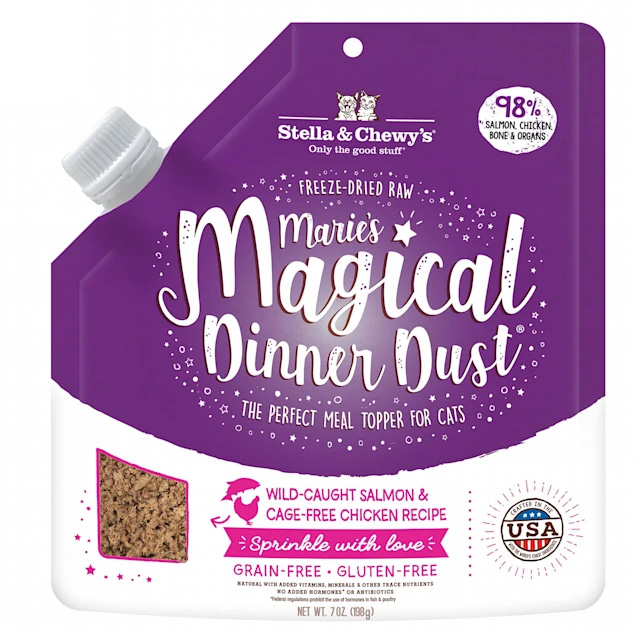 Stella & Chewy's®
Only the good stuff®
98%
SALMON, CHICKEN,
BONE & ORGANS
FREEZE-DRIED RAW
Marie's
Magical
Dinner Dust®
THE PERFECT MEAL TOPPER FOR CATS
WILD-CAUGHT SALMON &
CAGE-FREE CHICKEN RECIPE
Sprinkle with love
GRAIN-FREE • GLUTEN-FREE
NATURAL WITH ADDED VITAMINS, MINERALS & OTHER TRACE NUTRIENTS
NO ADDED HORMONES* OR ANTIBIOTICS
*Federal regulations prohibit the use of hormones in fish & poultry
NET WT. 7 OZ. (198g)
CRAFTED IN THE
USA